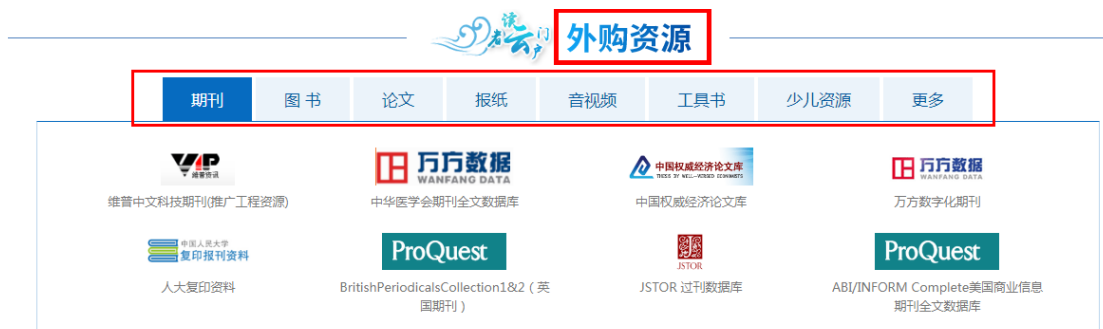 读者云门户 外购资源
期刊 图书 论文 报纸 音视频 工具书 少儿资源 更多
VIP 维普资讯
万方数据 WANFANG DATA
中国权威经济论文库 THESIS BY WELL-VERSED ECONOMISTS
万方数据 WANFANG DATA
维普中文科技期刊(推广工程资源)
中华医学会期刊全文数据库
中国权威经济论文库
万方数字化期刊
中国人民大学
复印报刊资料
ProQuest
JSTOR
ProQuest
人大复印资料
BritishPeriodicalsCollection1&2（英
国期刊）
JSTOR 过刊数据库
ABI/INFORM Complete美国商业信息
期刊全文数据库